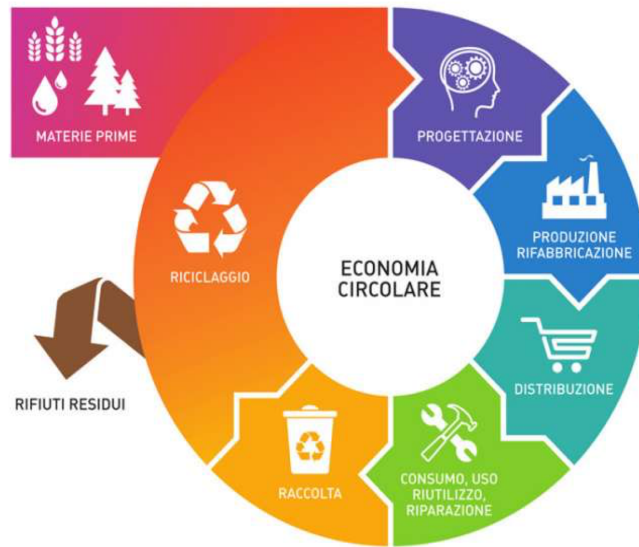 MATERIE PRIME
PROGETTAZIONE
PRODUZIONE
RIFABBRICAZIONE
DISTRIBUZIONE
CONSUMO, USO
RIUTILIZZO,
RIPARAZIONE
RACCOLTA
RICICLAGGIO
RIFIUTI RESIDUI
ECONOMIA
CIRCOLARE